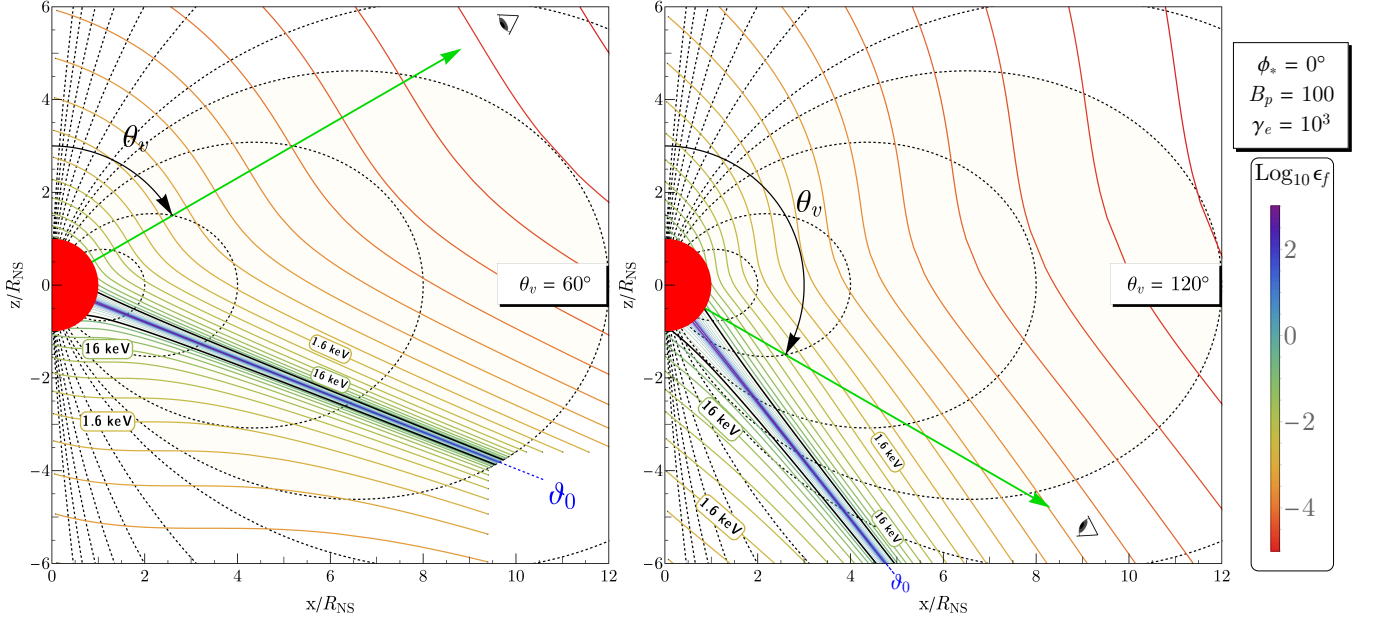 6
4
2
0
−2
−4
−6
z/R_NS
0
2
4
6
8
10
12
x/R_NS
θ_v
θ_v = 60°
1.6 keV
16 keV
16 keV
1.6 keV
ϑ_0
6
4
2
0
−2
−4
−6
z/R_NS
0
2
4
6
8
10
12
x/R_NS
θ_v
θ_v = 120°
16 keV
1.6 keV
1.6 keV
16 keV
ϑ_0
ϕ_* = 0°
B_p = 100
γ_e = 10^3
Log_10 ϵ_f
2
0
−2
−4